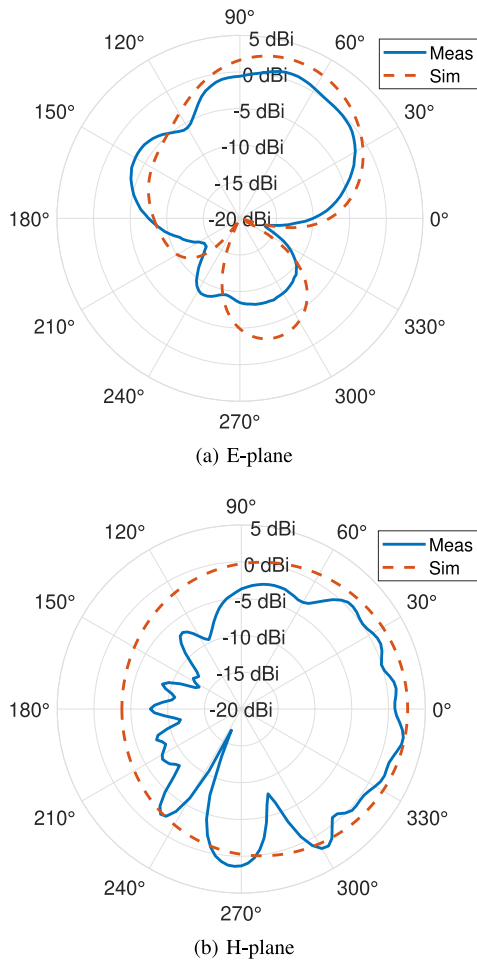 90°
120°
60°
5 dBi
Meas
Sim
0 dBi
150°
30°
-5 dBi
-10 dBi
-15 dBi
180°
-20 dBi
0°
210°
330°
240°
300°
270°
(a) E-plane
90°
120°
60°
5 dBi
Meas
Sim
0 dBi
150°
30°
-5 dBi
-10 dBi
-15 dBi
180°
-20 dBi
0°
210°
330°
240°
300°
270°
(b) H-plane